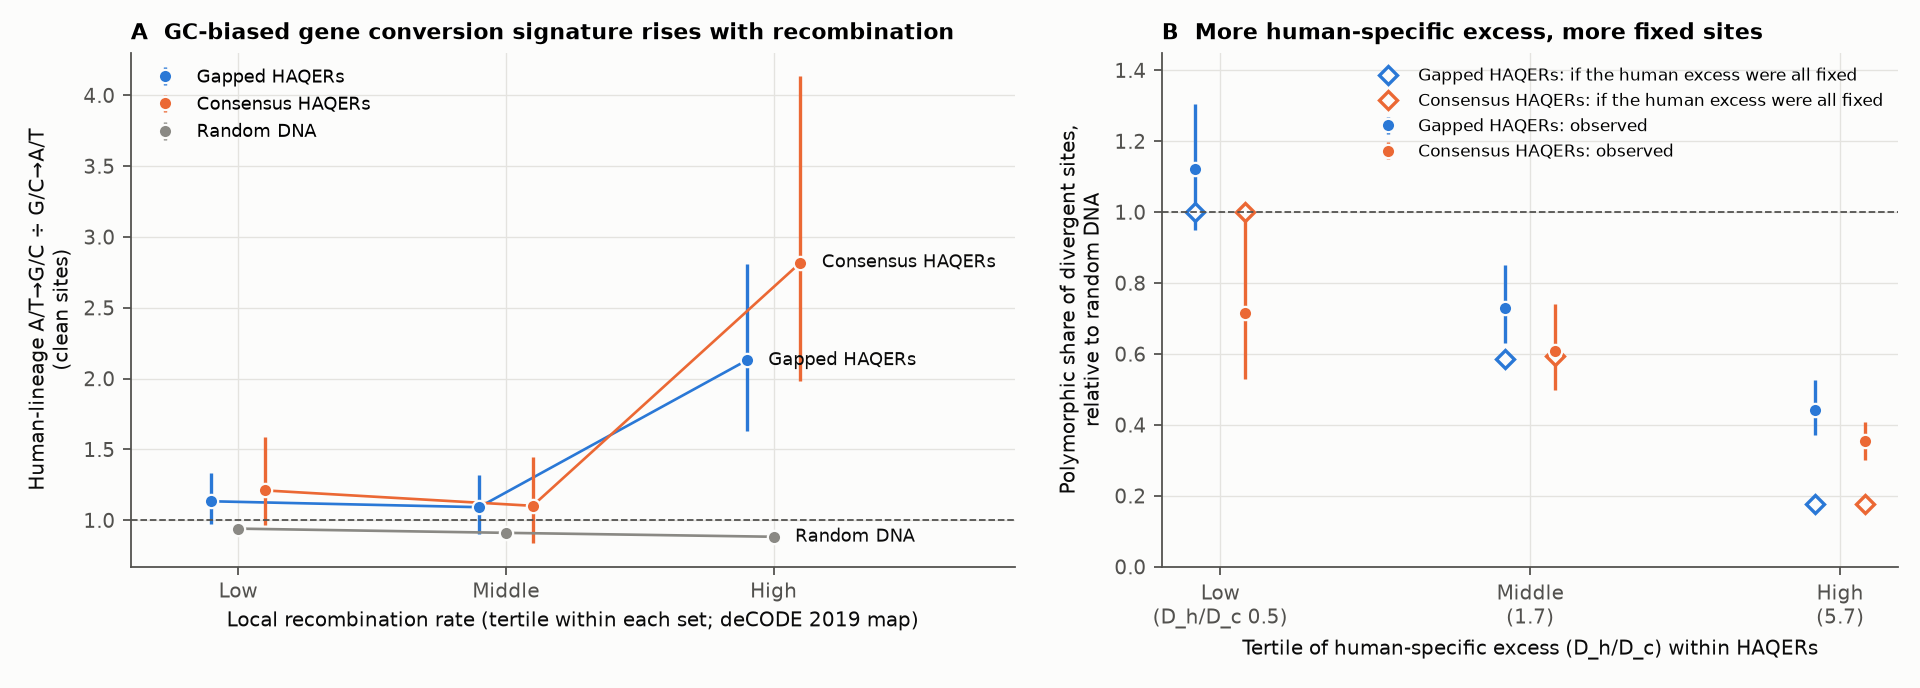 A  GC-biased gene conversion signature rises with recombination
Human-lineage A/T→G/C ÷ G/C→A/T
(clean sites)
4.0
3.5
3.0
2.5
2.0
1.5
1.0
Gapped HAQERs
Consensus HAQERs
Random DNA
Consensus HAQERs
Gapped HAQERs
Random DNA
Low
Middle
High
Local recombination rate (tertile within each set; deCODE 2019 map)
B  More human-specific excess, more fixed sites
Polymorphic share of divergent sites,
relative to random DNA
1.4
1.2
1.0
0.8
0.6
0.4
0.2
0.0
Gapped HAQERs: if the human excess were all fixed
Consensus HAQERs: if the human excess were all fixed
Gapped HAQERs: observed
Consensus HAQERs: observed
Low
(D_h/D_c 0.5)
Middle
(1.7)
High
(5.7)
Tertile of human-specific excess (D_h/D_c) within HAQERs